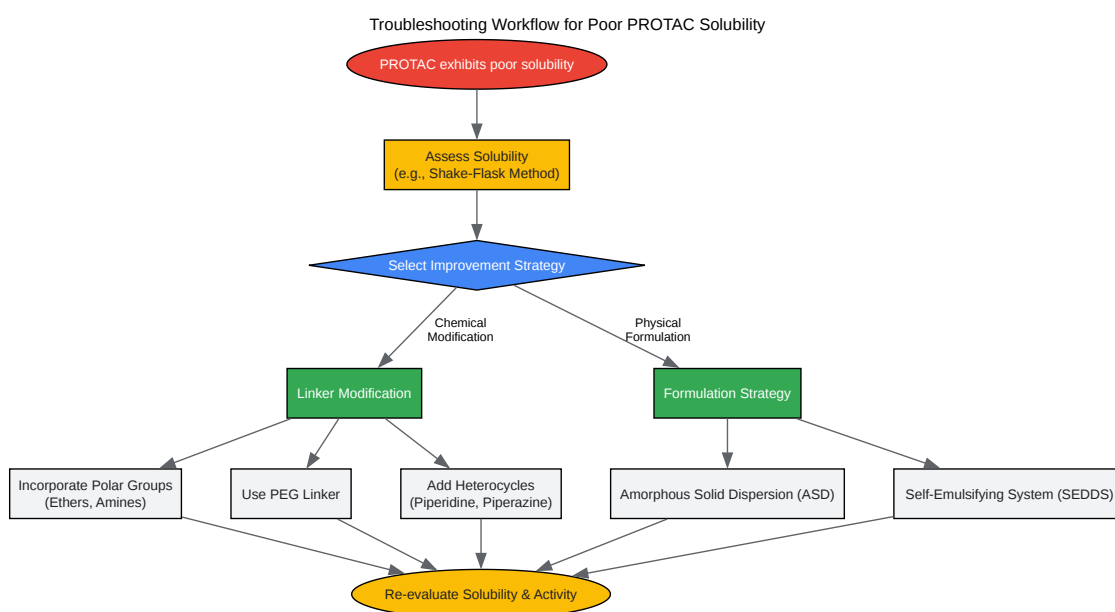 Troubleshooting Workflow for Poor PROTAC Solubility
PROTAC exhibits poor solubility
Assess Solubility
(e.g., Shake-Flask Method)
Select Improvement Strategy
Chemical
Modification
Physical
Formulation
Linker Modification
Formulation Strategy
Incorporate Polar Groups
(Ethers, Amines)
Use PEG Linker
Add Heterocycles
(Piperidine, Piperazine)
Amorphous Solid Dispersion (ASD)
Self-Emulsifying System (SEDDS)
Re-evaluate Solubility & Activity